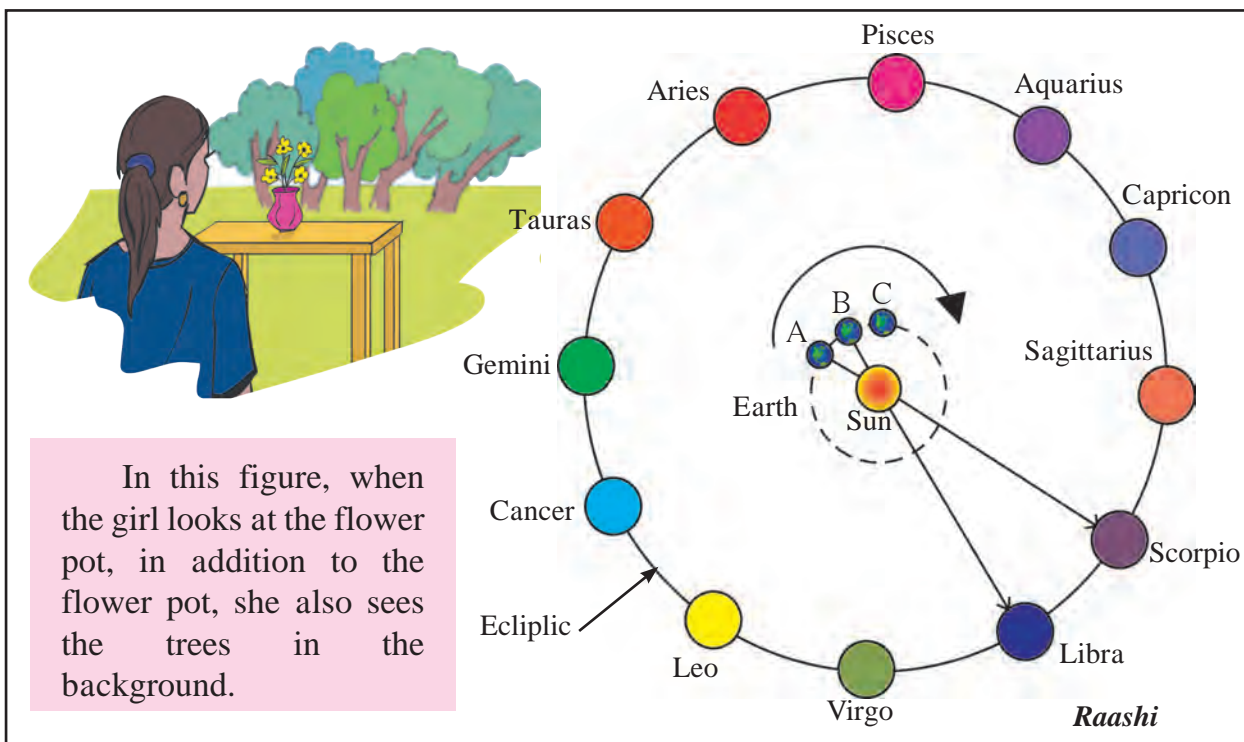 In this figure, when
the girl looks at the flower
pot, in addition to the
flower pot, she also sees
the trees in the
background.
Pisces
Aries
Aquarius
Tauras
Capricon
A
B
C
Gemini
Sagittarius
Earth
Sun
Cancer
Scorpio
Ecliplic
Leo
Libra
Virgo
Raashi